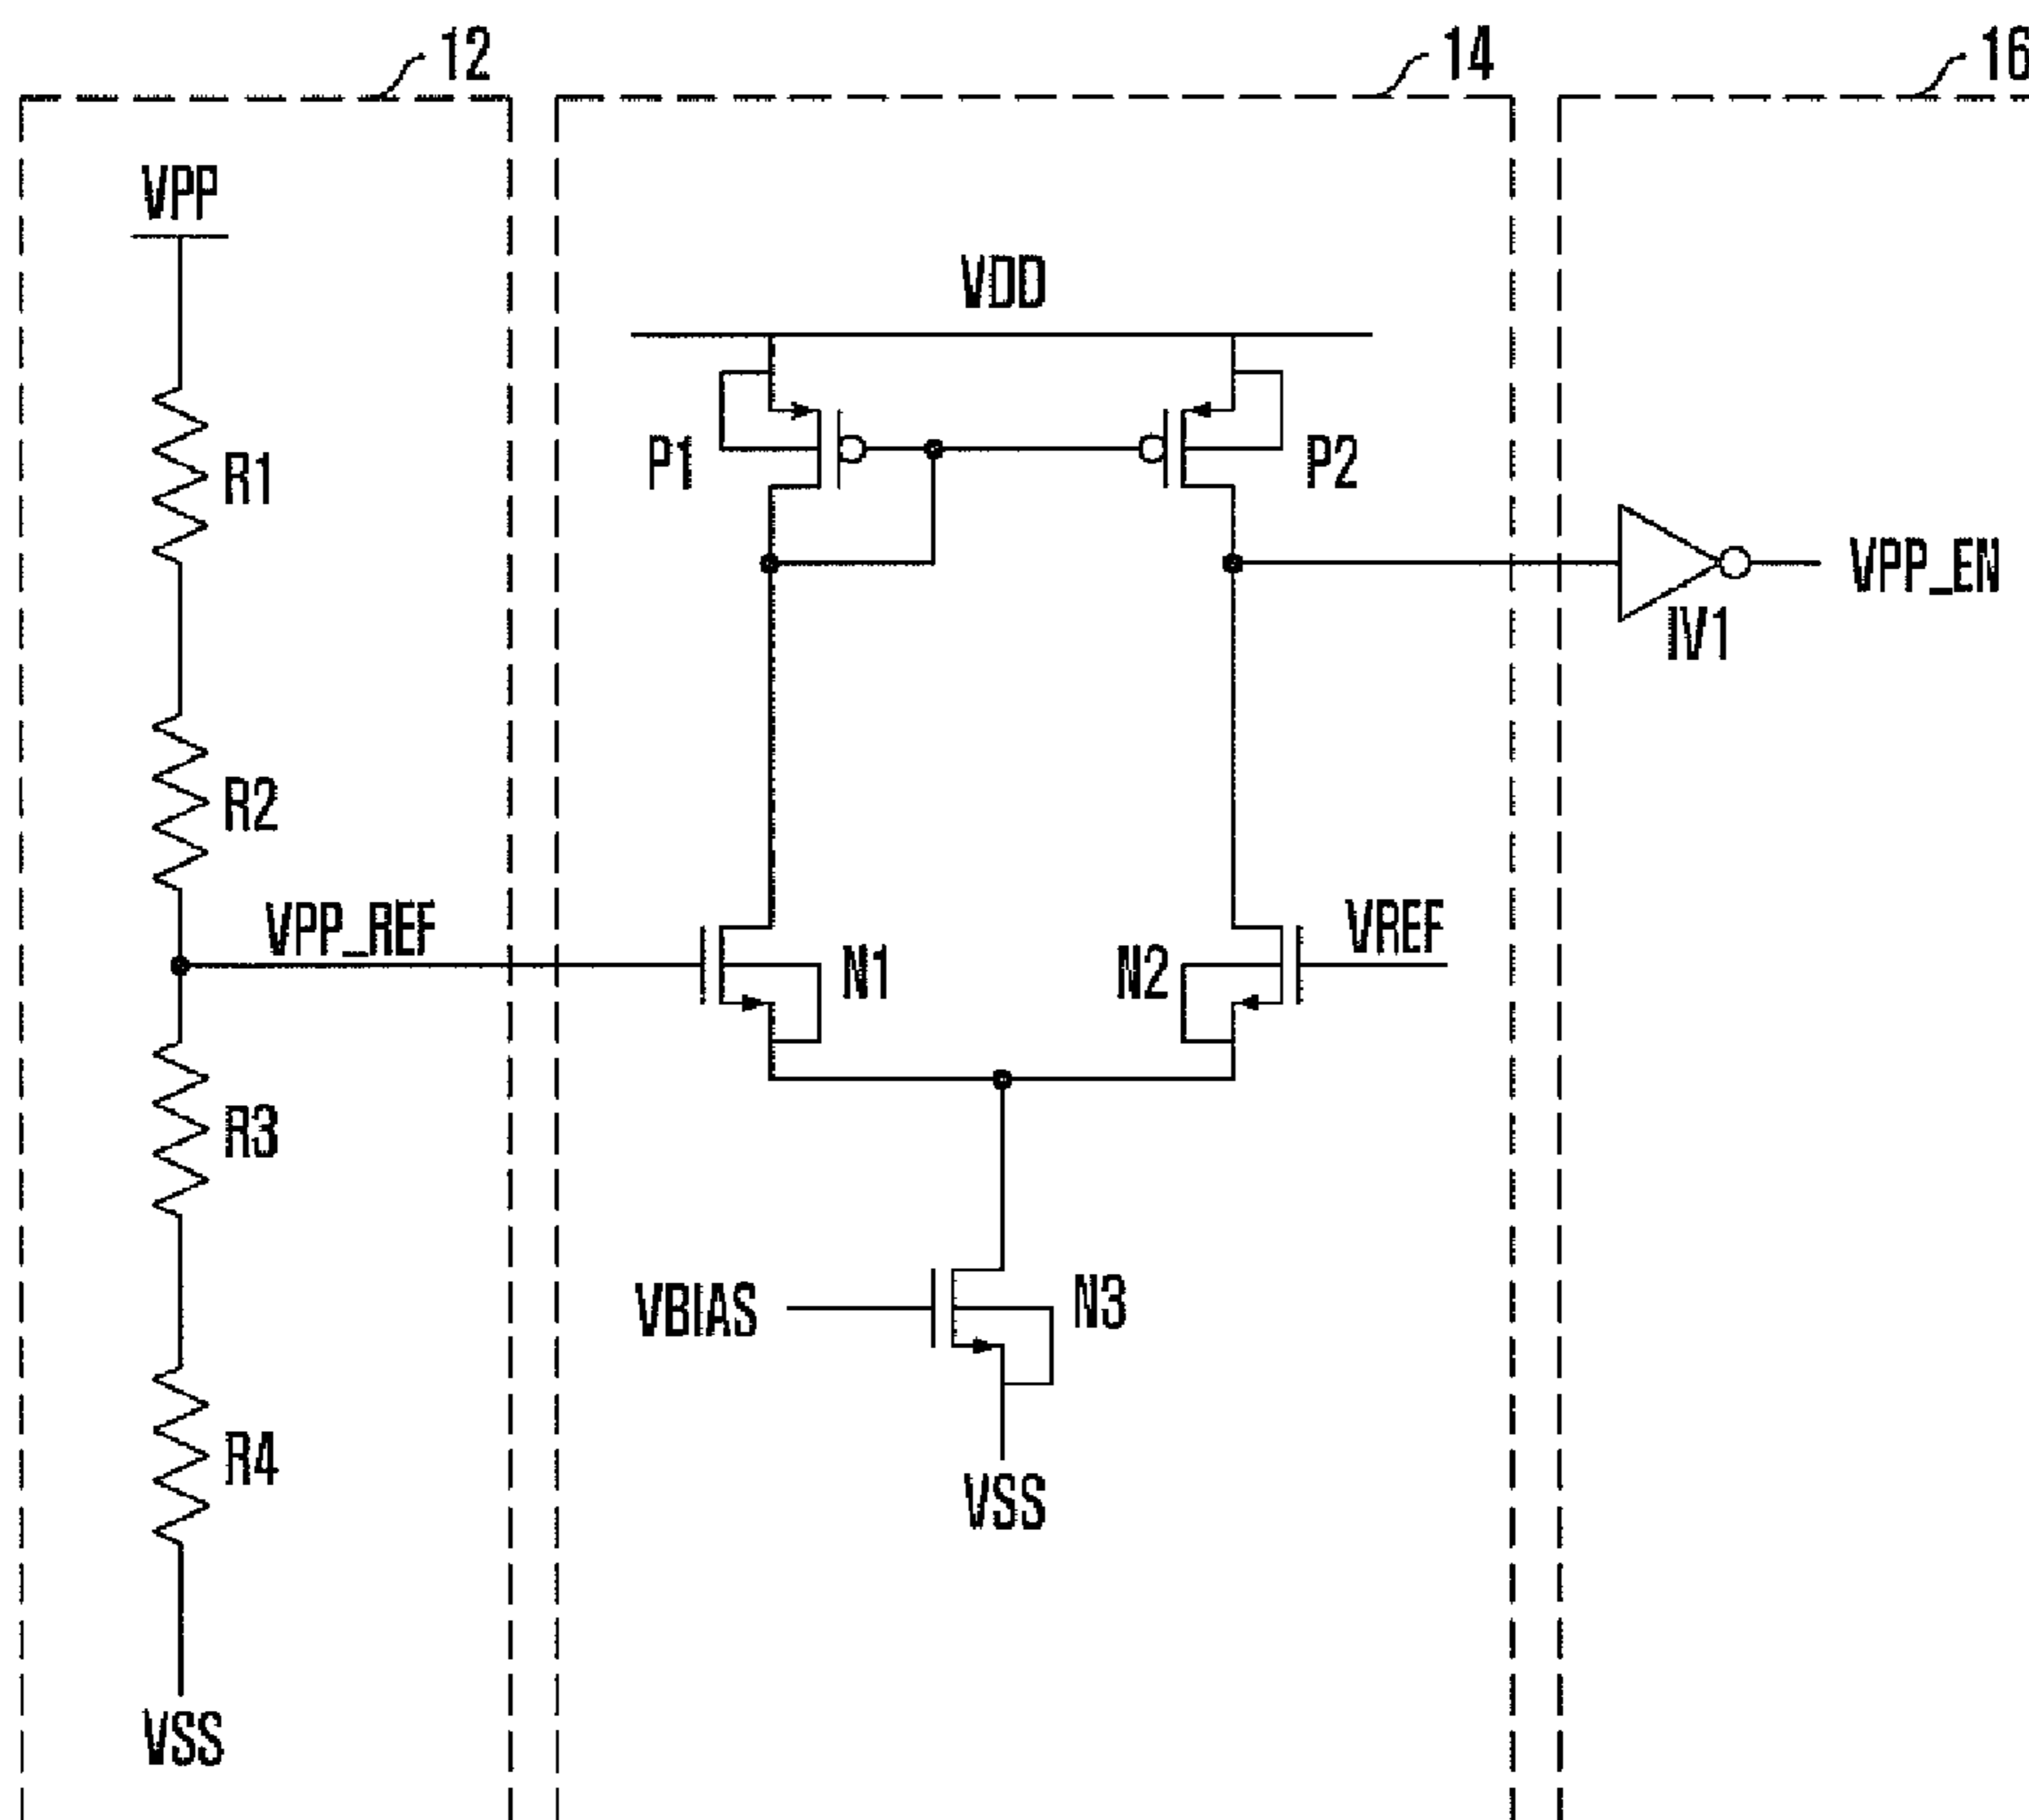 12
14
16
VPP
VDD
R1
P1
P2
VPP_EN
IV1
R2
VPP_REF
N1
N2
VREF
R3
VBIAS
N3
R4
VSS
VSS